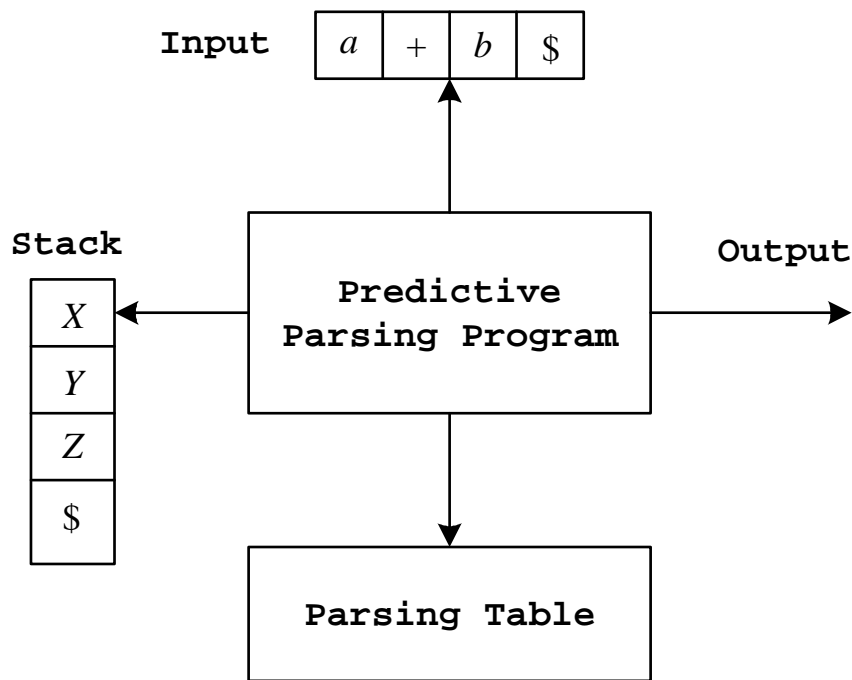 Input
a + b $
Stack
X
Y
Z
$
Predictive
Parsing Program
Output
Parsing Table